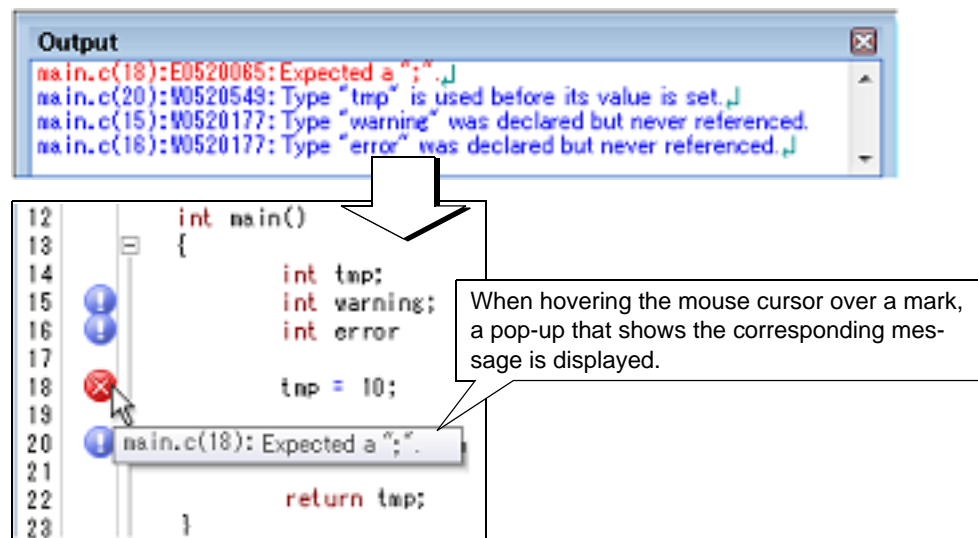 Output
main.c(18):E0520065:Expected a ";".
main.c(20):W0520549:Type "tmp" is used before its value is set.
main.c(15):W0520177:Type "warning" was declared but never referenced.
main.c(16):W0520177:Type "error" was declared but never referenced.
12 int main()
13 {
14 int tmp;
15 int warning;
16 int error
17
18 tmp = 10;
19
20
21
22 return tmp;
23 }
main.c(18): Expected a ";".
When hovering the mouse cursor over a mark,
a pop-up that shows the corresponding mes-
sage is displayed.